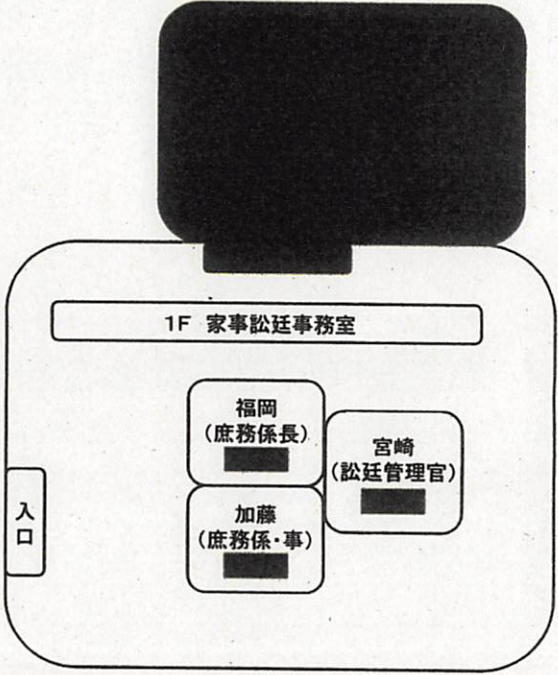 1F 家事訟廷事務室
福岡
(庶務係長)
宮崎
(訟廷管理官)
加藤
(庶務係・事)
入口